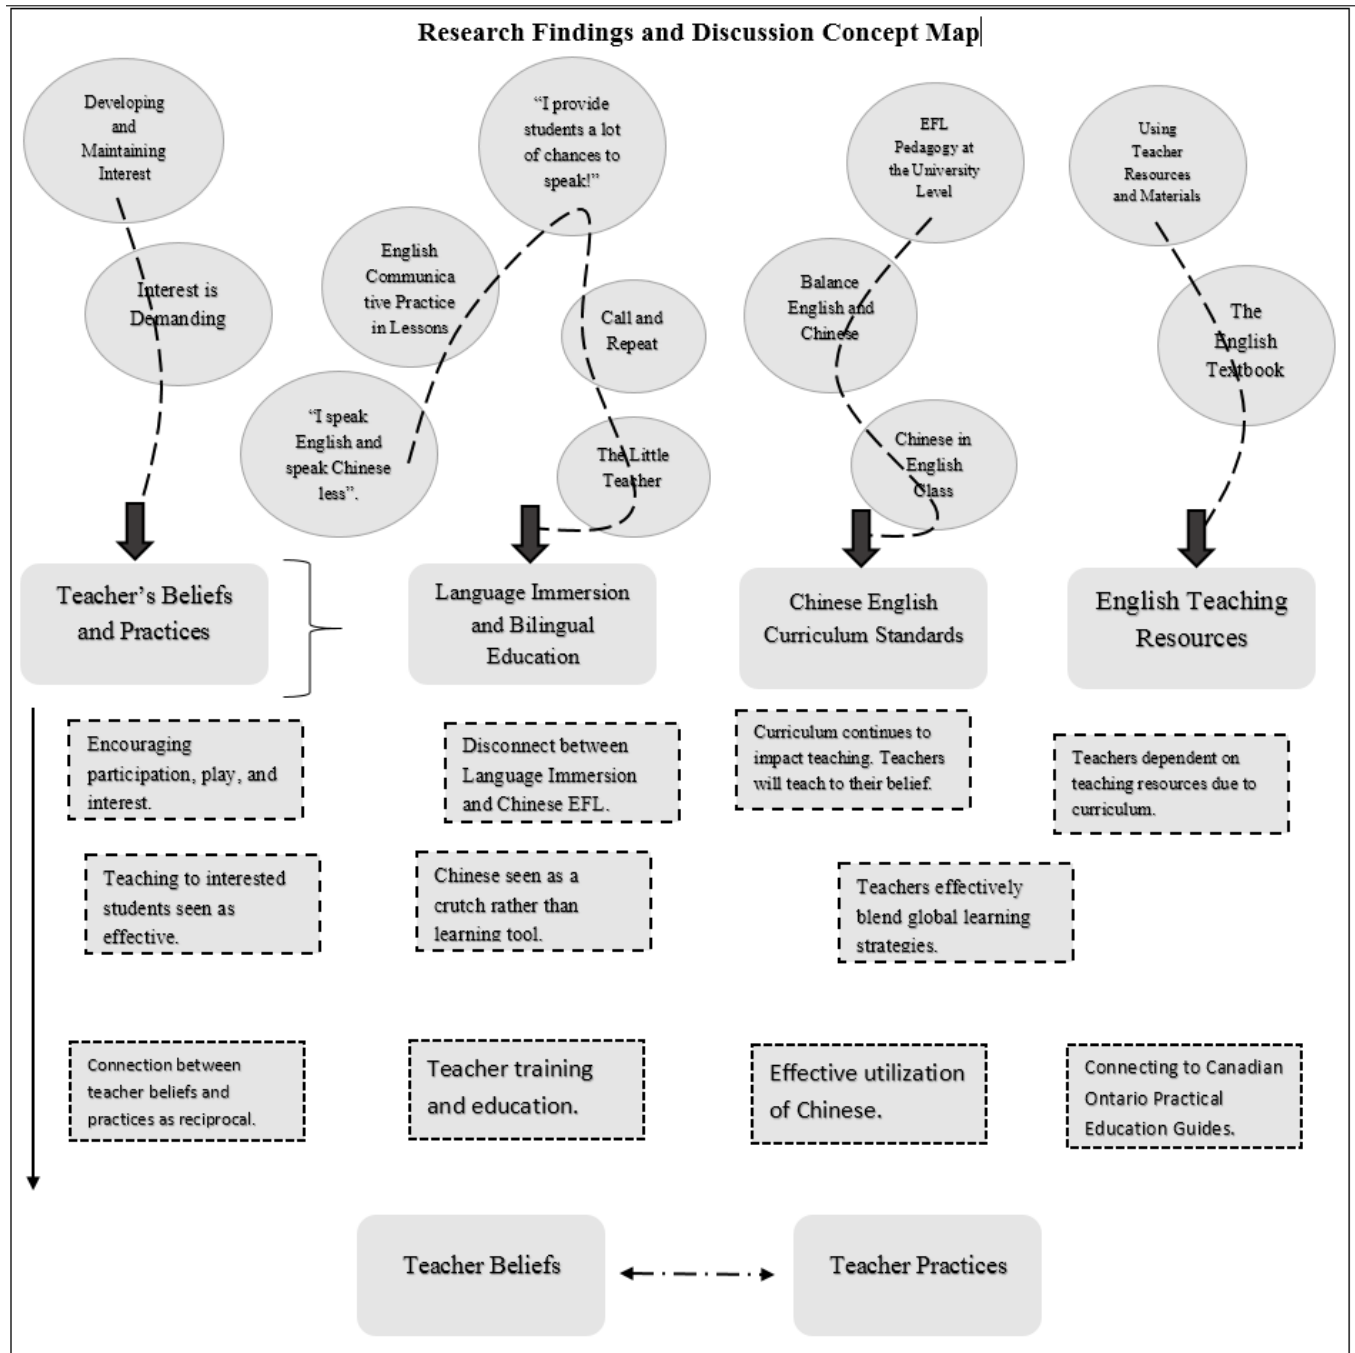 Research Findings and Discussion Concept Map
Developing
and
Maintaining
Interest
Interest is
Demanding
"I provide
students a lot
of chances to
speak!"
English
Communica
tive Practice
in Lessons
"I speak
English and
speak Chinese
less".
Call and
Repeat
The Little
Teacher
EFL
Pedagogy at
the University
Level
Balance
English and
Chinese
Chinese in
English
Class
Using
Teacher
Resources
and Materials
The
English
Textbook
Teacher's Beliefs
and Practices
Language Immersion
and Bilingual
Education
Chinese English
Curriculum Standards
English Teaching
Resources
Encouraging
participation, play, and
interest.
Disconnect between
Language Immersion
and Chinese EFL.
Curriculum continues to
impact teaching. Teachers
will teach to their belief.
Teachers dependent on
teaching resources due to
curriculum.
Teaching to interested
students seen as
effective.
Chinese seen as a
crutch rather than
learning tool.
Teachers effectively
blend global learning
strategies.
Connection between
teacher beliefs and
practices as reciprocal.
Teacher training
and education.
Effective utilization
of Chinese.
Connecting to Canadian
Ontario Practical
Education Guides.
Teacher Beliefs
Teacher Practices